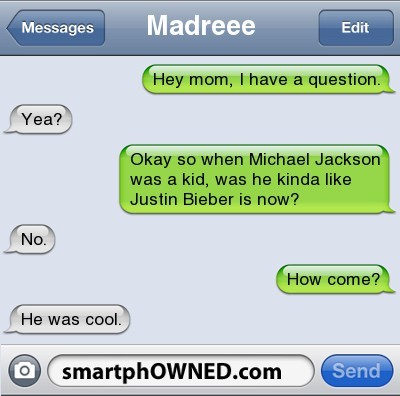 Messages
Madreee
Edit
Hey mom, I have a question.
Yea?
Okay so when Michael Jackson
was a kid, was he kinda like
Justin Bieber is now?
No.
How come?
He was cool.
smartphOWNED.com
Send